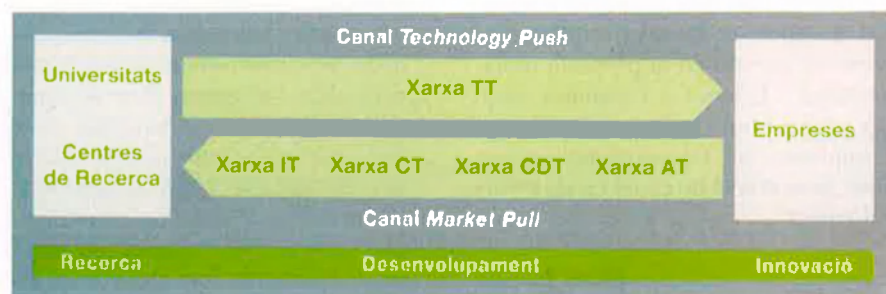 Canal Technology Push
Universitats
Xarxa TT
Empreses
Centres
de Recerca
Xarxa IT Xarxa CT Xarxa CDT Xarxa AT
Canal Market Pull
Recerca Desenvolupament Innovació